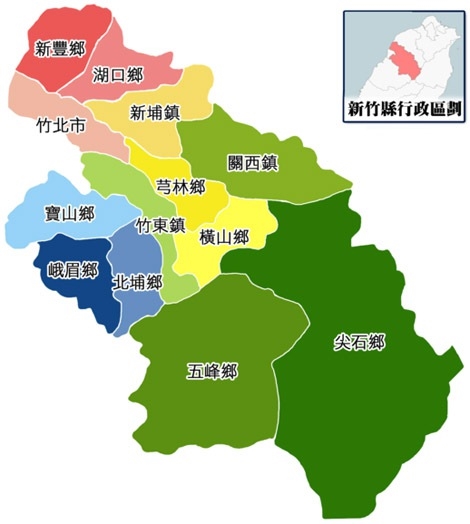 新豐鄉
湖口鄉
新竹縣行政區劃
竹北市
新埔鎮
關西鎮
芎林鄉
寶山鄉
竹東鎮
橫山鄉
峨眉鄉
北埔鄉
尖石鄉
五峰鄉